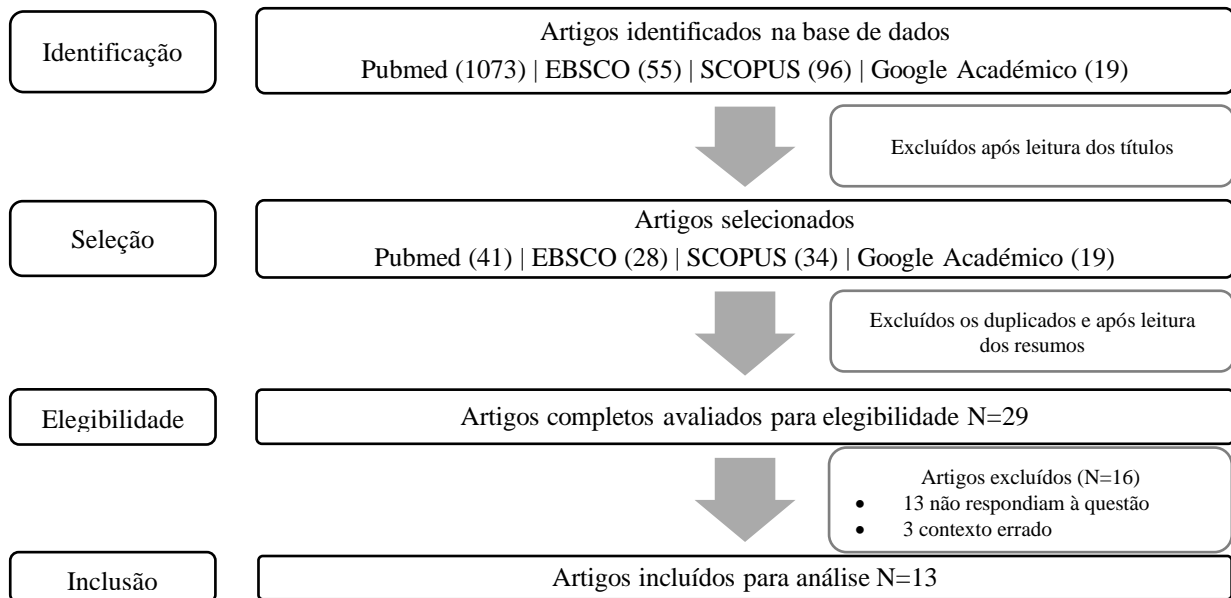 Identificação
Artigos identificados na base de dados
Pubmed (1073) | EBSCO (55) | SCOPUS (96) | Google Académico (19)
Excluídos após leitura dos títulos
Seleção
Artigos selecionados
Pubmed (41) | EBSCO (28) | SCOPUS (34) | Google Académico (19)
Excluídos os duplicados e após leitura
dos resumos
Elegibilidade
Artigos completos avaliados para elegibilidade N=29
Artigos excluídos (N=16)
• 13 não respondiam à questão
• 3 contexto errado
Inclusão
Artigos incluídos para análise N=13